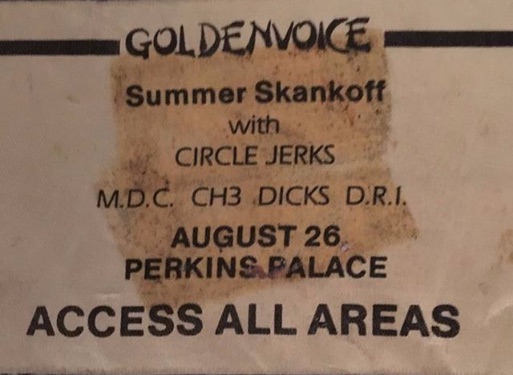 GOLDENVOICE
Summer Skankoff
with
CIRCLE JERKS
M.D.C. CH3 DICKS D.R.I.
AUGUST 26
PERKINS PALACE
ACCESS ALL AREAS